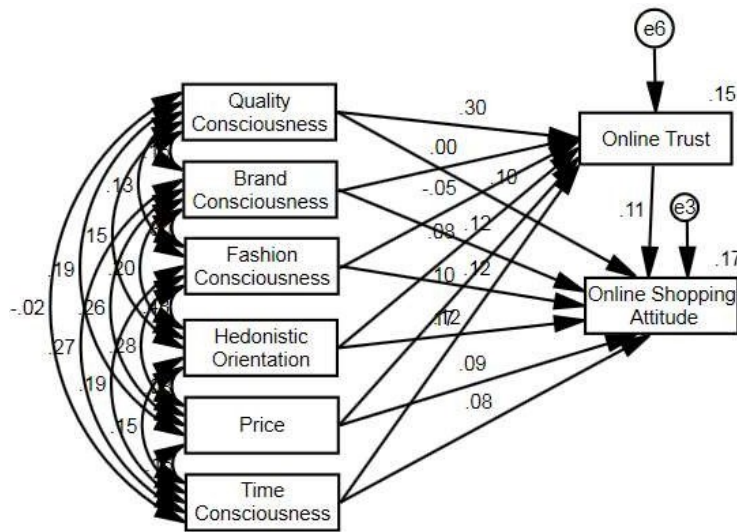 e6
.15
Quality
Consciousness
.30
Online Trust
.00
.13
-.05
.10
Brand
Consciousness
.11
e3
.15
.08
.12
.19
.20
Fashion
Consciousness
.10
.12
.17
-.02
.26
Online Shopping
Attitude
Hedonistic
Orientation
.12
.27
.28
.09
.19
.15
Price
.08
Time
Consciousness